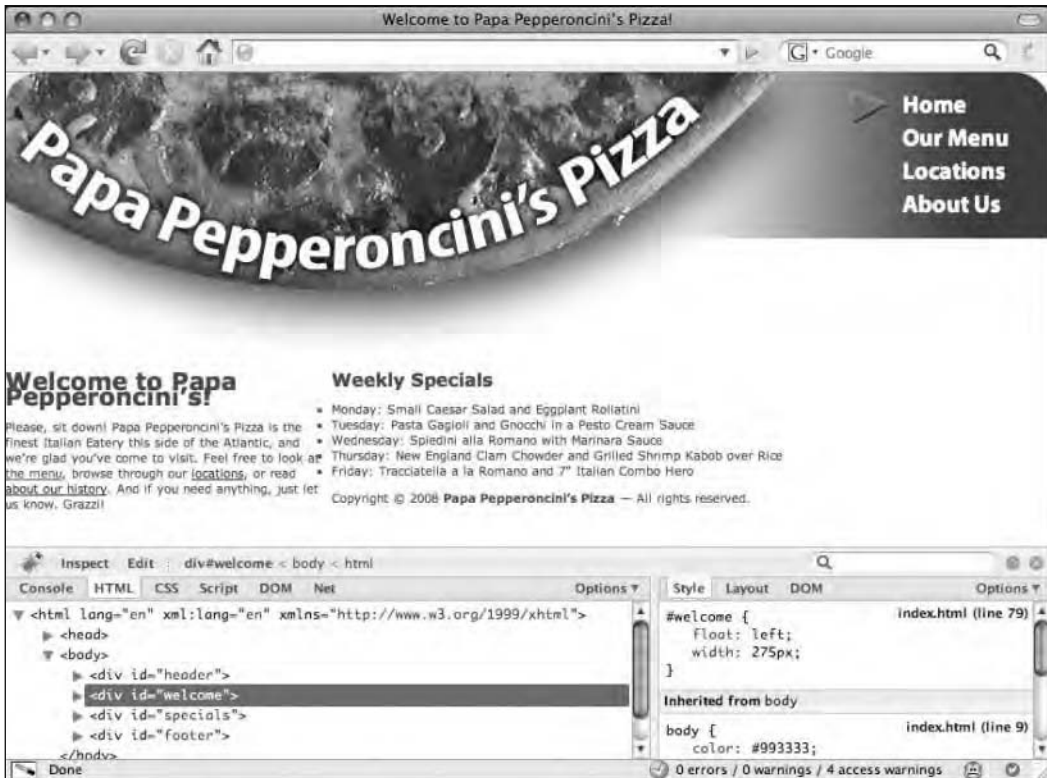 Welcome to Papa Pepperoncini's Pizza!
G Google
Papa Pepperoncini's Pizza
Home
Our Menu
Locations
About Us
Welcome to Papa
Pepperoncini's!
Please, sit down! Papa Pepperoncini's Pizza is the
finest Italian Eatery this side of the Atlantic, and
we're glad you've come to visit. Feel free to look at
the menu, browse through our locations, or read
about our history. And if you need anything, just let
us know. Grazzi!
Weekly Specials
Monday: Small Caesar Salad and Eggplant Rollatini
Tuesday: Pasta Gagioli and Gnocchi in a Pesto Cream Sauce
Wednesday: Spiedini alla Romano with Marinara Sauce
Thursday: New England Clam Chowder and Grilled Shrimp Kabob over Rice
Friday: Tracciatella a la Romano and 7" Italian Combo Hero
Copyright © 2008 Papa Pepperoncini's Pizza — All rights reserved.
Inspect Edit div#welcome < body < html
Console HTML CSS Script DOM Net Options
Style Layout DOM Options
<html lang="en" xml:lang="en" xmlns="http://www.w3.org/1999/xhtml">
<head>
<body>
<div id="header">
<div id="welcome">
<div id="specials">
<div id="footer">
</body>
#welcome { index.html (line 79)
float: left;
width: 275px;
}
Inherited from body
body { index.html (line 9)
color: #993333;
Done
0 errors / 0 warnings / 4 access warnings